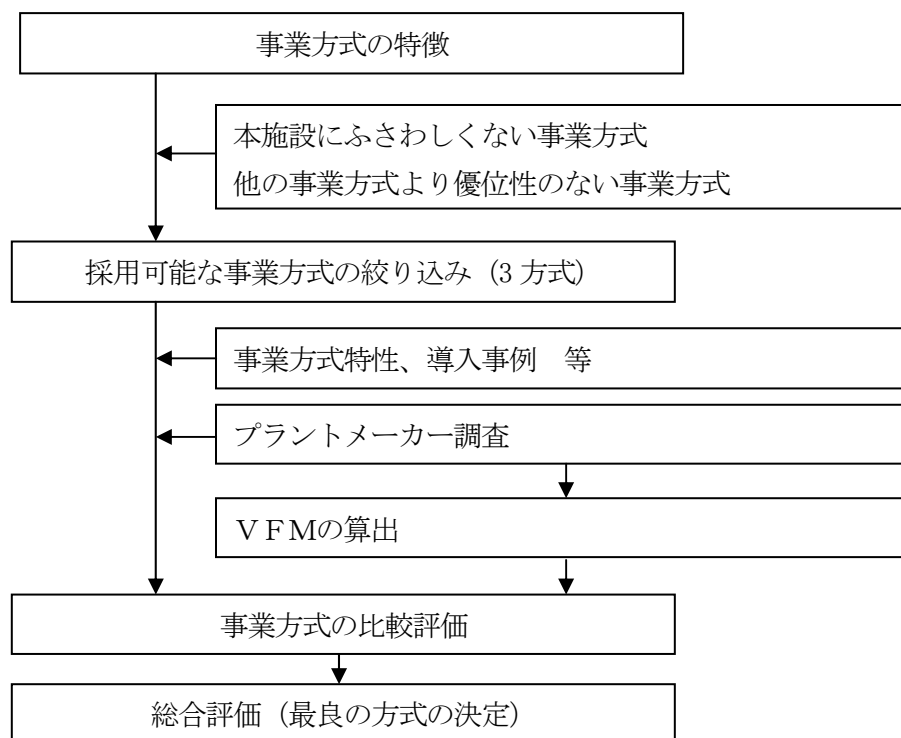 事業方式の特徴
本施設にふさわしくない事業方式
他の事業方式より優位性のない事業方式
採用可能な事業方式の絞り込み（3 方式）
事業方式特性、導入事例　等
プラントメーカー調査
ＶＦＭの算出
事業方式の比較評価
総合評価（最良の方式の決定）